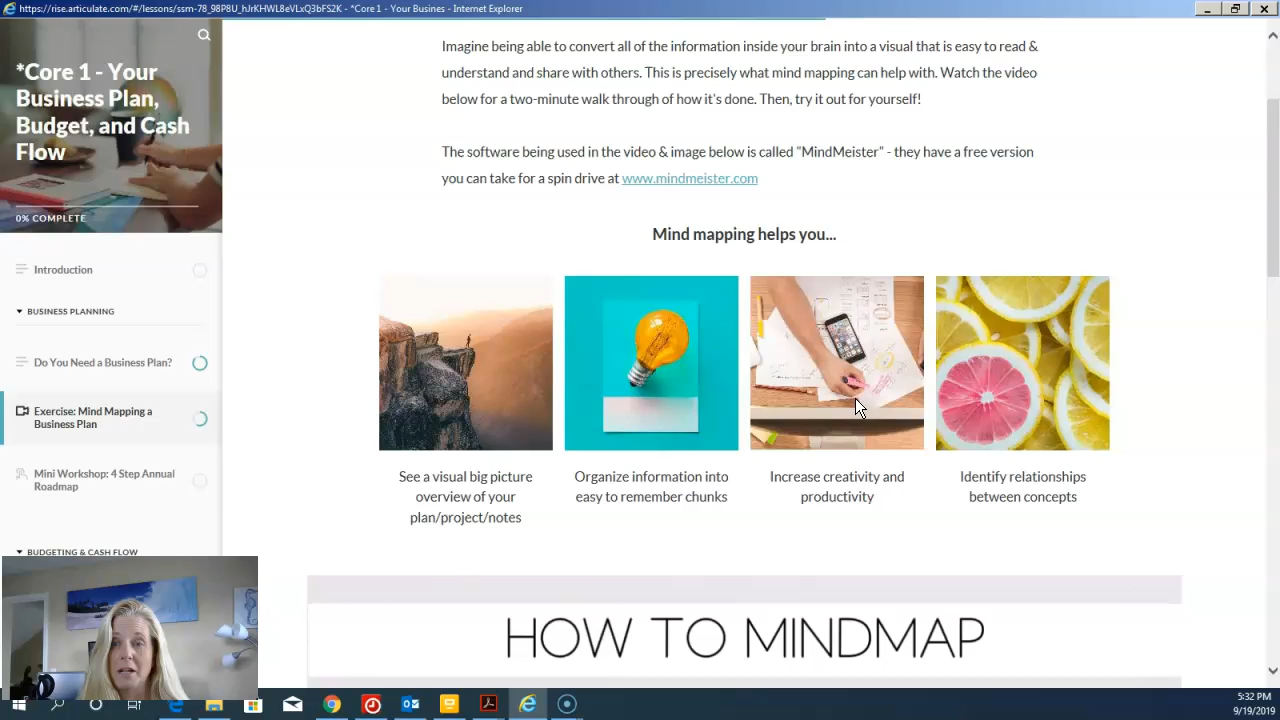 https://rise.articulate.com/#/lessons/ssm-78_98P8U_hJrKHWL8eVLxQ3bFS2K - *Core 1 - Your Busines - Internet Explorer
*Core 1 - Your
Business Plan,
Budget, and Cash
Flow
0% COMPLETE
Introduction
BUSINESS PLANNING
Do You Need a Business Plan?
Exercise: Mind Mapping a
Business Plan
Mini Workshop: 4 Step Annual
Roadmap
BUDGETING & CASH FLOW
Imagine being able to convert all of the information inside your brain into a visual that is easy to read &
understand and share with others. This is precisely what mind mapping can help with. Watch the video
below for a two-minute walk through of how it's done. Then, try it out for yourself!
The software being used in the video & image below is called "MindMeister" - they have a free version
you can take for a spin drive at www.mindmeister.com
Mind mapping helps you...
See a visual big picture
overview of your
plan/project/notes
Organize information into
easy to remember chunks
Increase creativity and
productivity
Identify relationships
between concepts
HOW TO MINDMAP
5:32 PM
9/19/2019